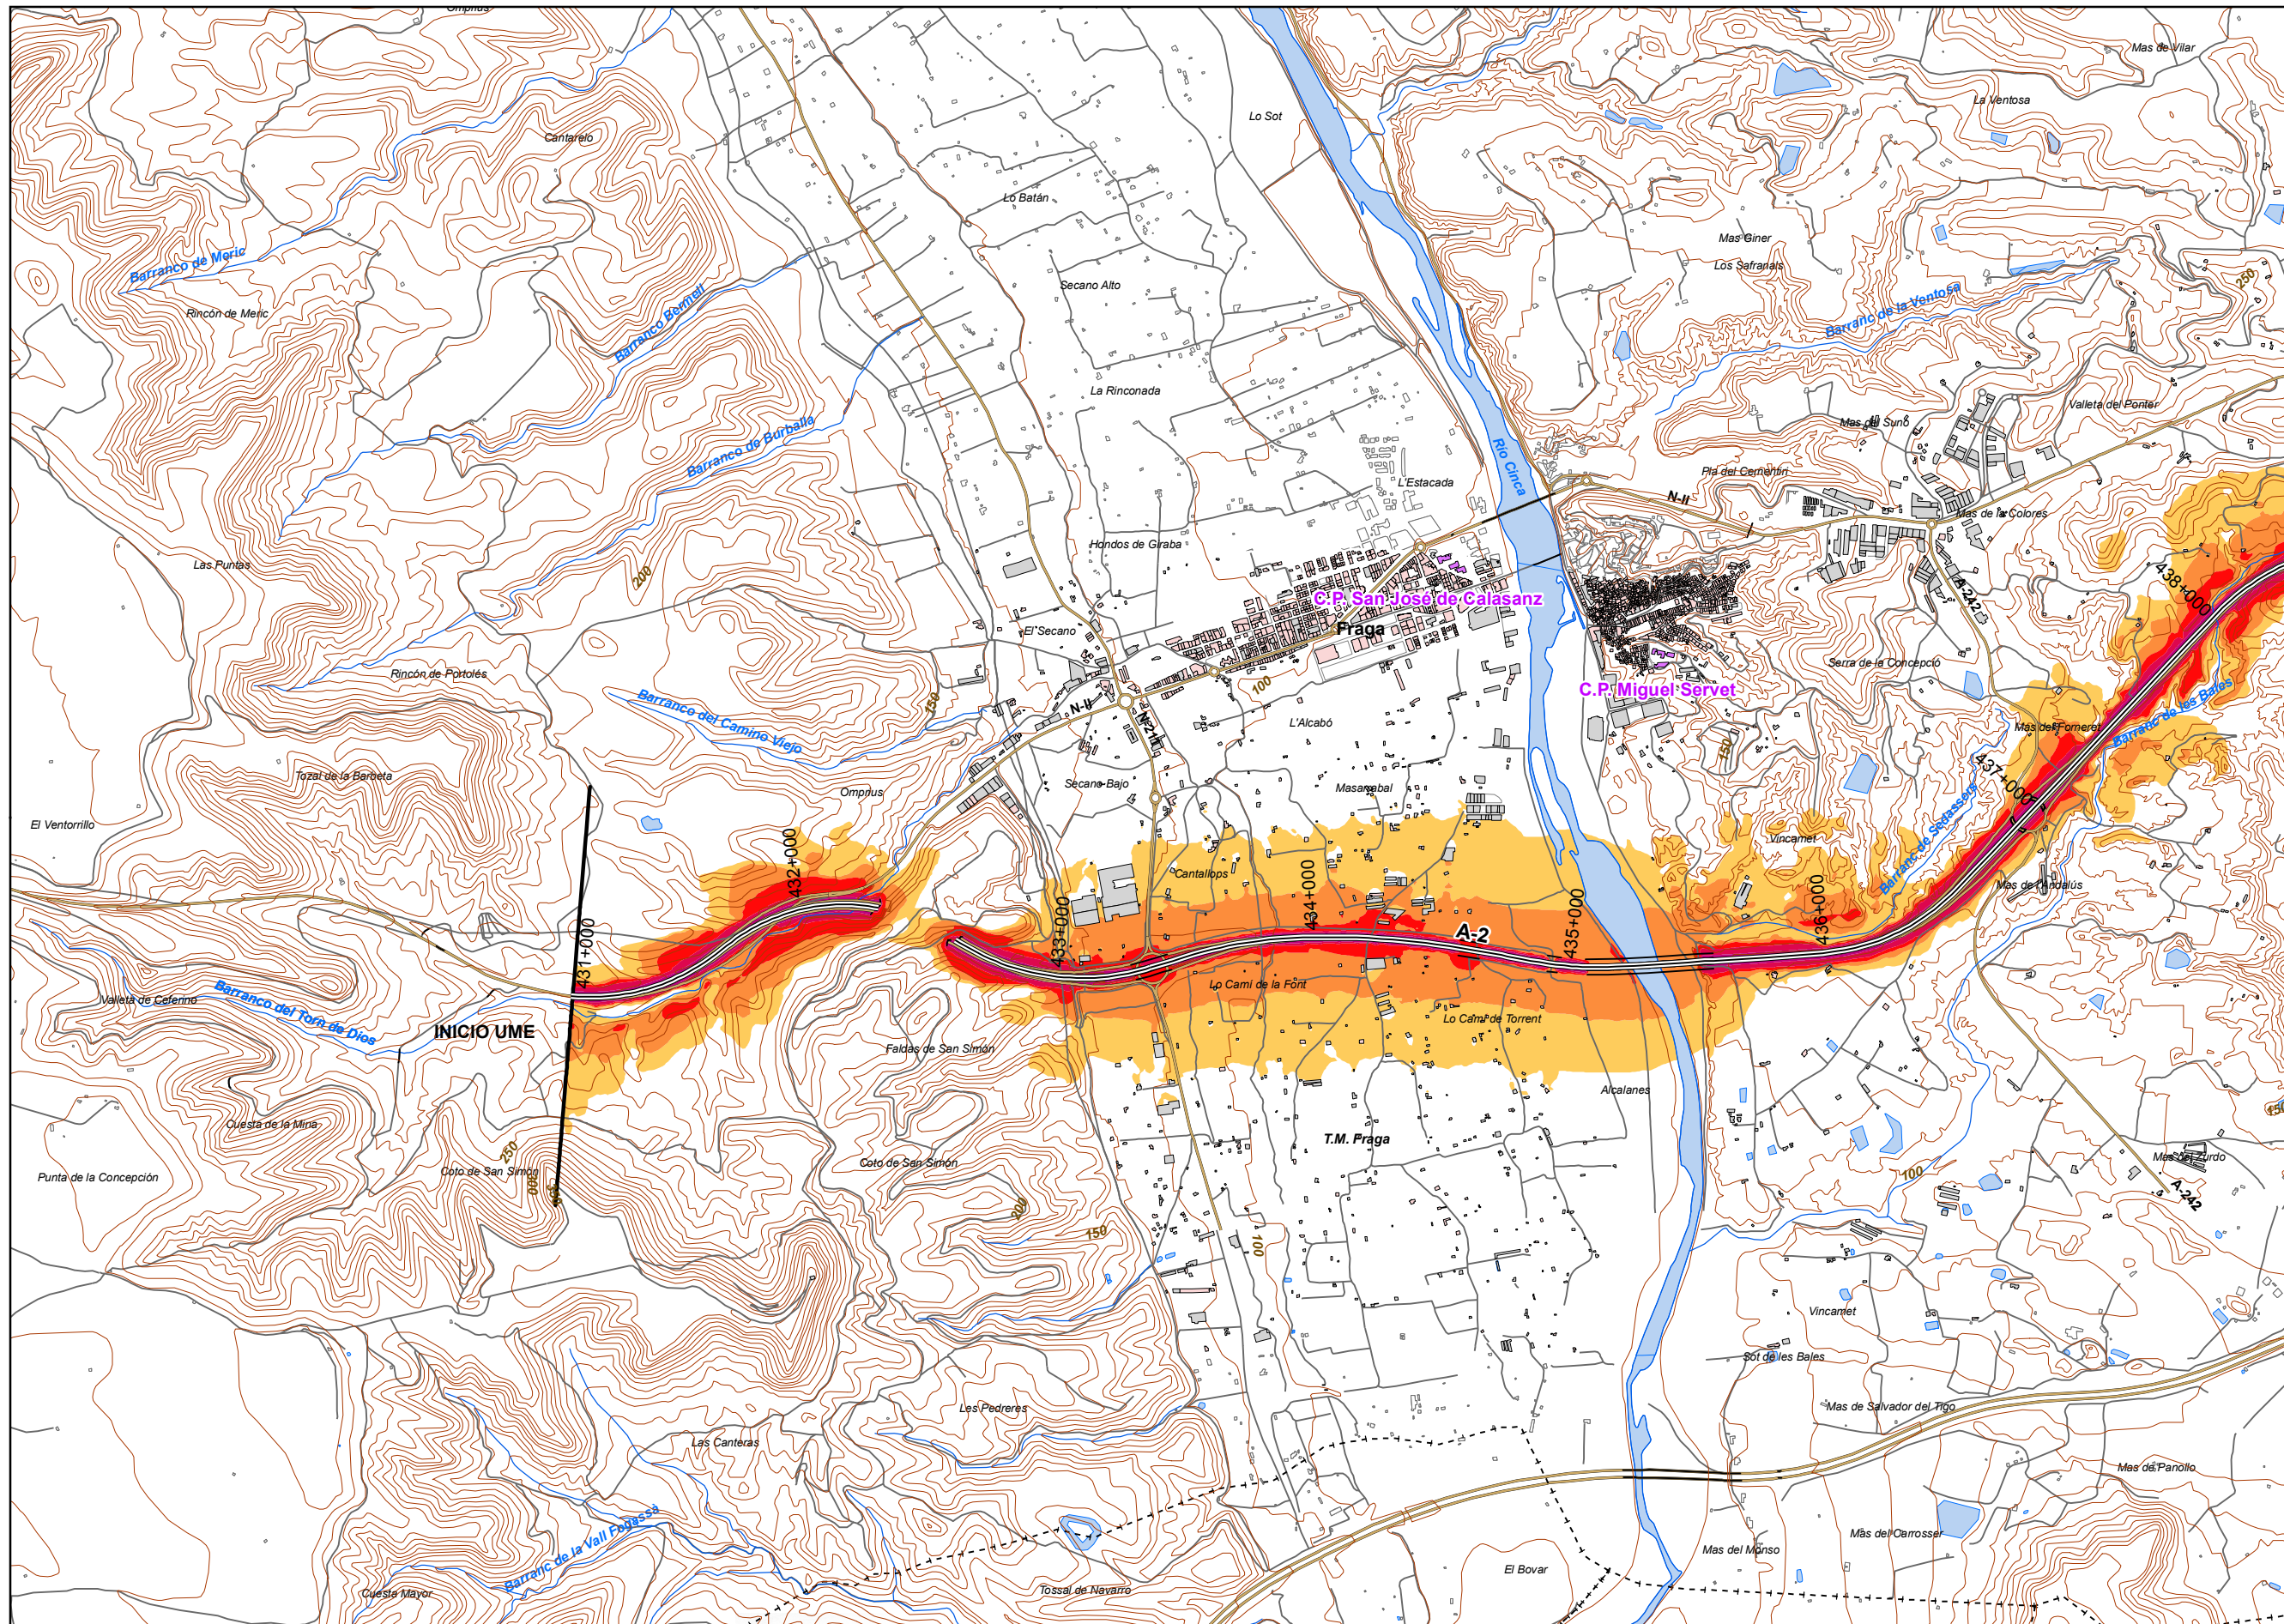 Omprius
Mas de Vilar
La Ventosa
Lo Sot
Cantarelo
Lo Batán
Mas Giner
Barranco de Meric
Los Safranals
250
Secano Alto
Barranc de la Ventosa
Rincón de Meric
Barranco Bermell
La Rinconada
Valleta del Ponter
Mas del Suno
Barranco de Burballa
Río Cinca
Pla del Cementiri
L'Estacada
N-II
Mas de la Colores
Hondos de Giraba
Las Puntas
200
438+000
A-242
C.P. San José de Calasanz
Fraga
El Secano
Serra de la Concepció
Rincón de Portolés
100
C.P. Miguel Servet
150
Barranco del Camino Viejo
N-II
N-211
L'Alcabó
Barranc de les Bales
Mas del Forneret
150
Tozal de la Barbeta
Secano Bajo
Masarrabal
437+000
Omprius
El Ventorrillo
Vincamet
Barranc de Sedassers
432+000
Cantallops
434+000
Mas de l'Andalús
431+000
433+000
435+000
436+000
A-2
Valleta de Ceferino
Barranco del Torn de Dios
Lo Camí de la Font
INICIO UME
Lo Camí de Torrent
Faldas de San Simón
Alcalanes
150
Cuesta de la Mina
T.M. Fraga
250
Coto de San Simón
Coto de San Simón
Punta de la Concepción
Mas del Zurdo
100
A-242
300
200
150
100
Vincamet
Sot de les Bales
Les Pedreres
Mas de Salvador del Tigo
Las Canteras
Mas de Panollo
Barranc de la Vall Fogassa
Mas del Carrosser
Mas del Monso
El Bovar
Cuesta Mayor
Tossal de Navarro